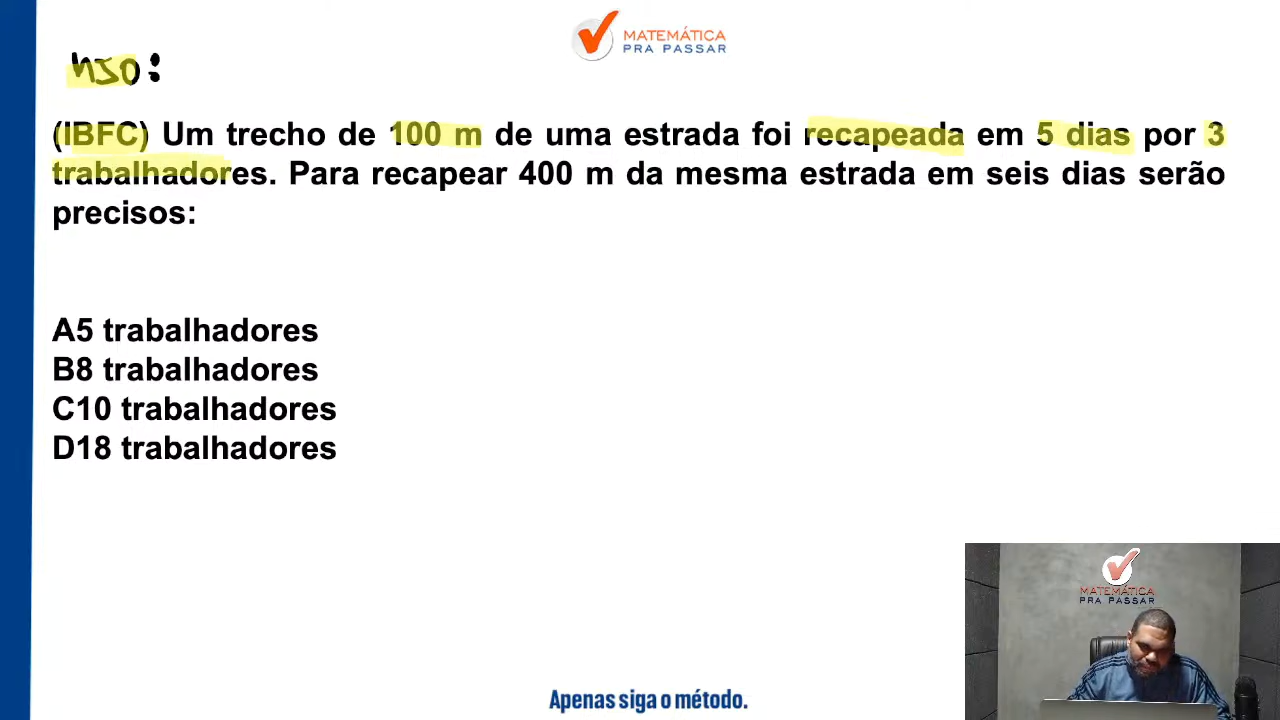 MATEMÁTICA
PRA PASSAR
(IBFC) Um trecho de 100 m de uma estrada foi recapeada em 5 dias por 3
trabalhadores. Para recapear 400 m da mesma estrada em seis dias serão
precisos:
A5 trabalhadores
B8 trabalhadores
C10 trabalhadores
D18 trabalhadores
MATEMÁTICA
PRA PASSAR
Apenas siga o método.